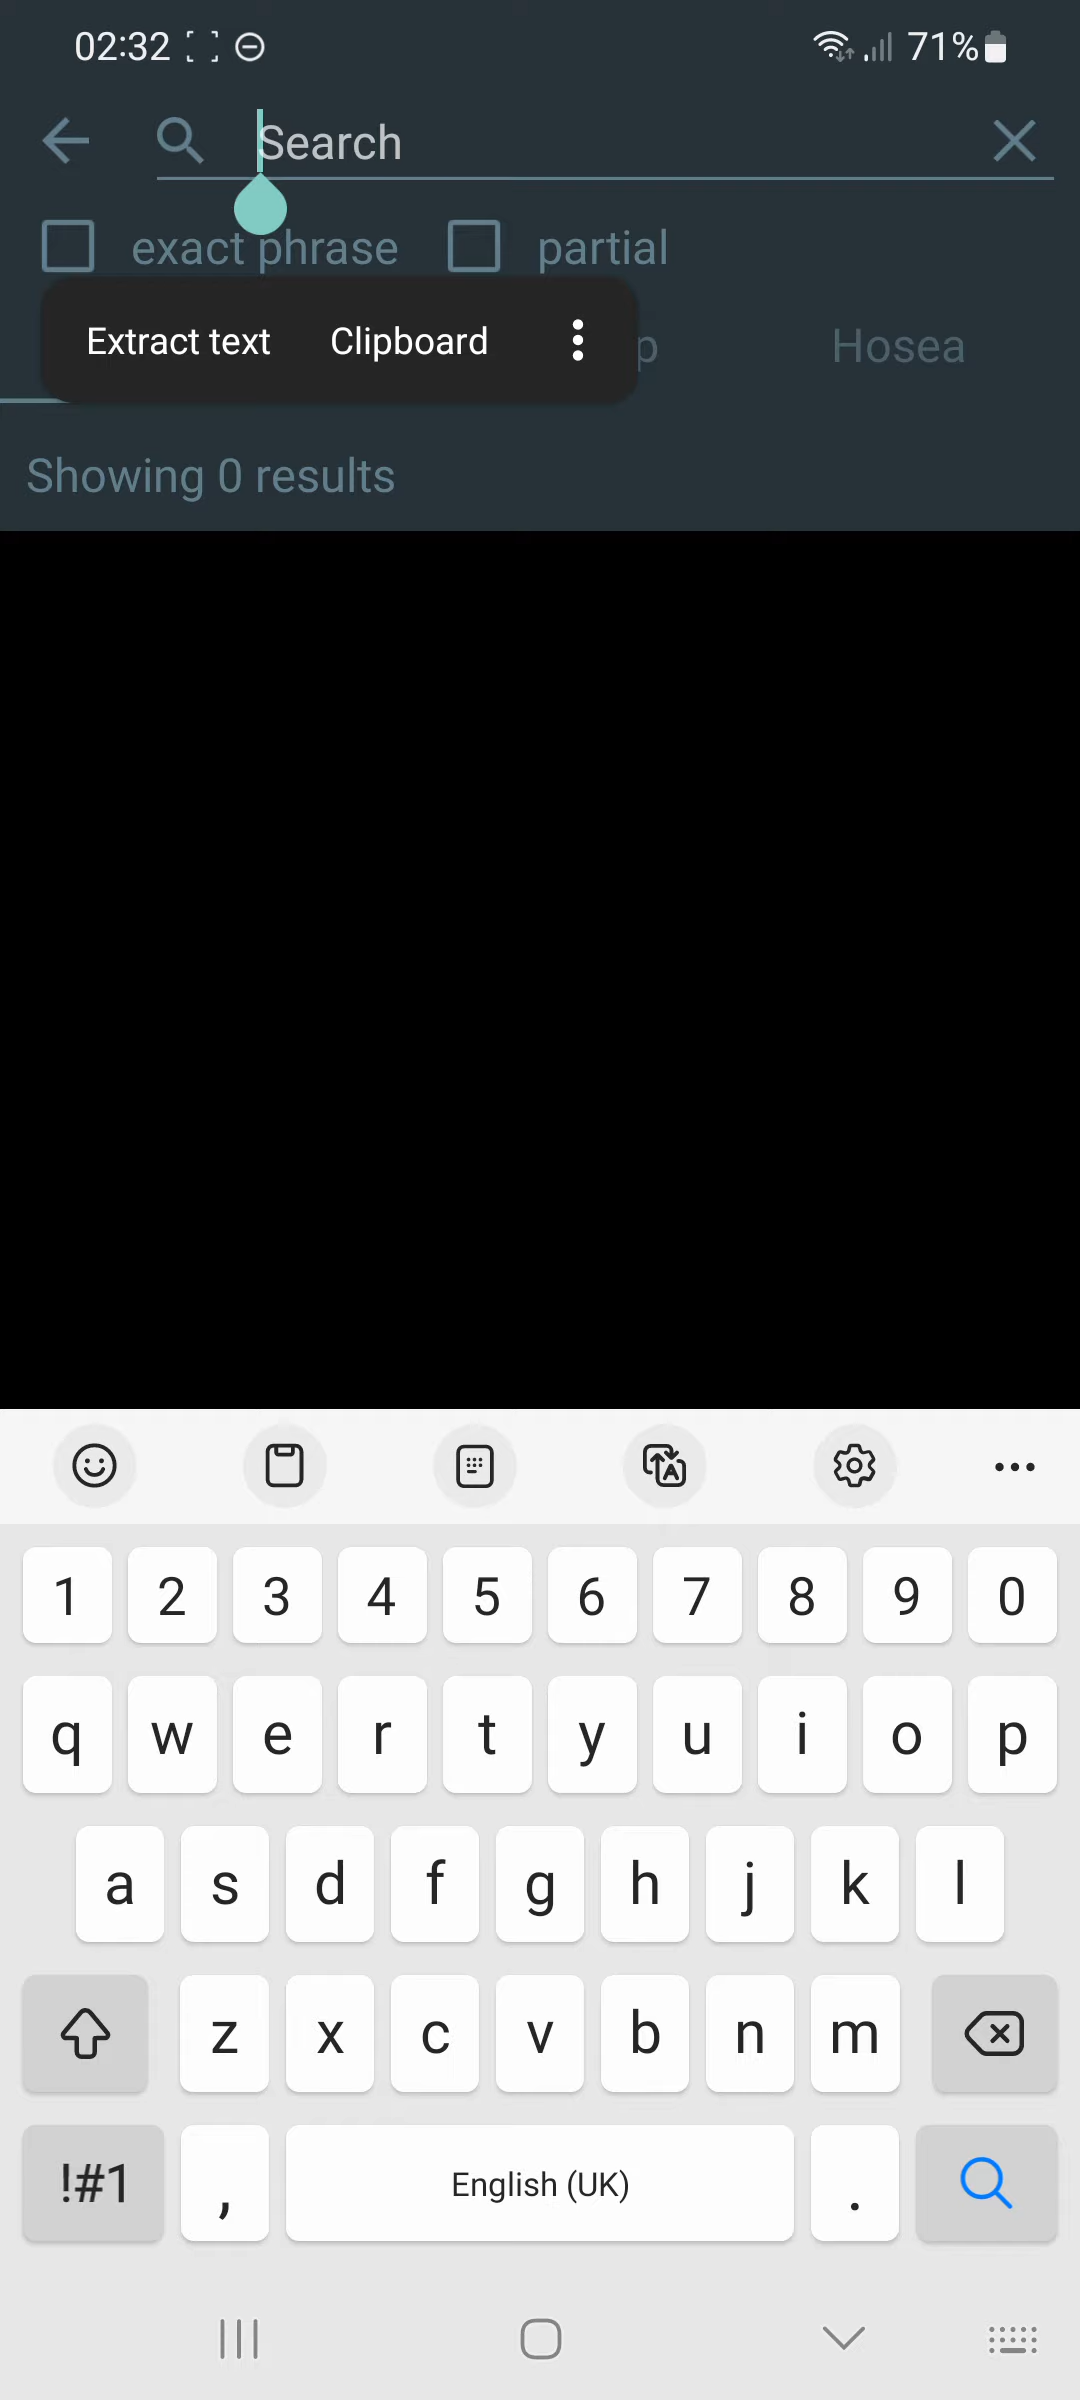 02:32 71%
Search
exact phrase partial
Extract text Clipboard Hosea
Showing 0 results
1 2 3 4 5 6 7 8 9 0
q w e r t y u i o p
a s d f g h j k l
z x c v b n m
!#1 , English (UK) .